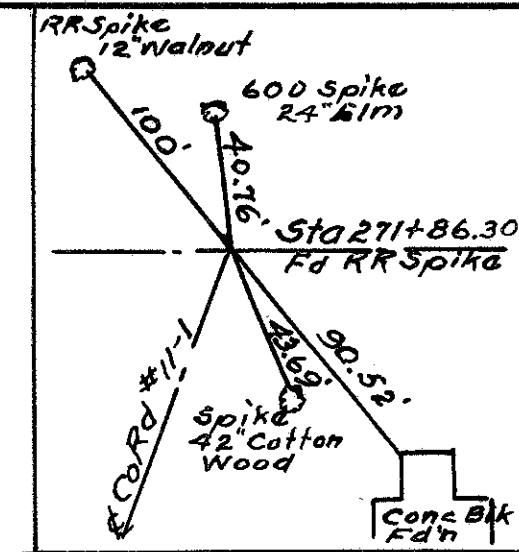 RR Spike
12" Walnut
60D Spike
24" Elm
100'
40.76'
Sta 271+86.30
Fd RR Spike
43.69'
90.52'
℄ Co Rd #11-1
Spike
42" Cotton
Wood
Conc Blk
Fd'n